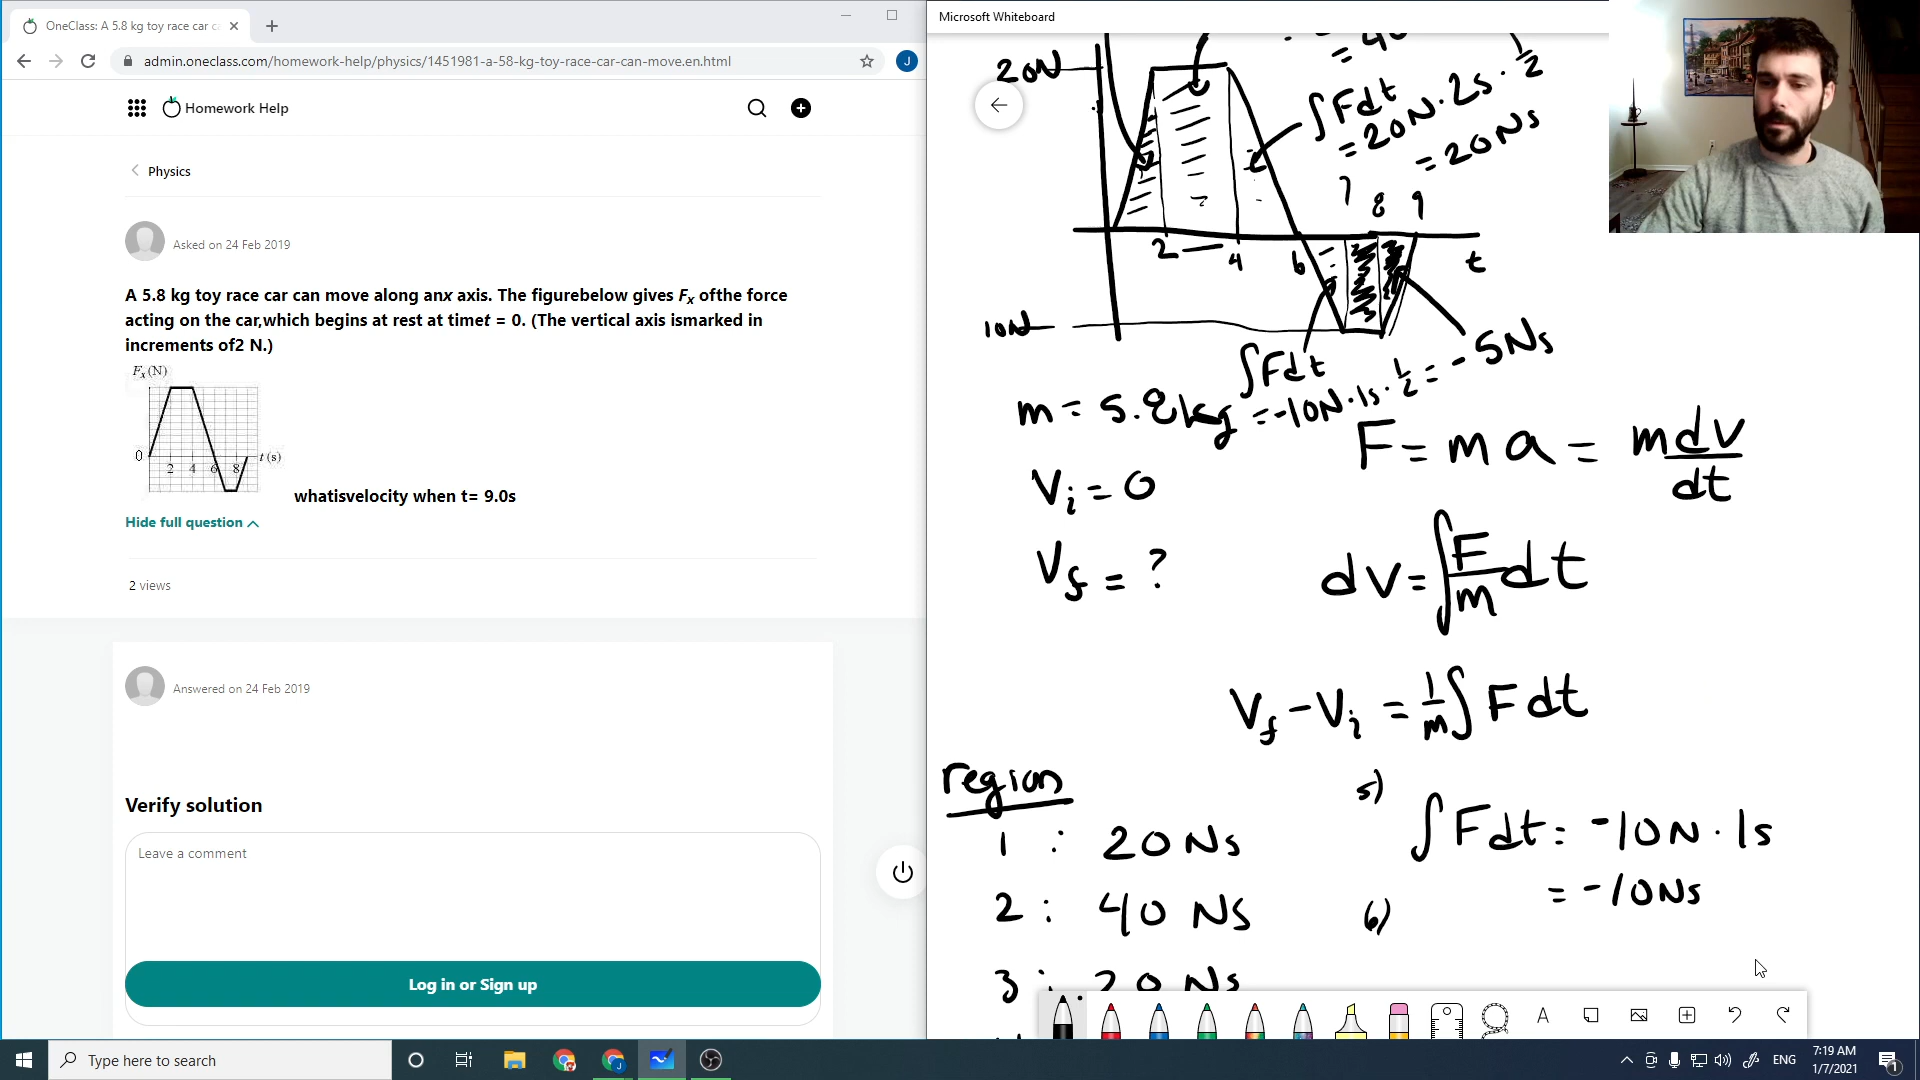 OneClass: A 5.8 kg toy race car ca
admin.oneclass.com/homework-help/physics/1451981-a-58-kg-toy-race-car-can-move.en.html
J
Homework Help
Physics
Asked on 24 Feb 2019
A 5.8 kg toy race car can move along anx axis. The figurebelow gives Fx ofthe force
acting on the car,which begins at rest at timet = 0. (The vertical axis ismarked in
increments of2 N.)
Fx (N)
0
2 4 6 8
t (s)
whatisvelocity when t= 9.0s
Hide full question
2 views
Answered on 24 Feb 2019
Verify solution
Leave a comment
Log in or Sign up
Microsoft Whiteboard
20N
∫Fdt
= 20N · 2s · 1/2
= 20Ns
7 8 9
2 4 6 t
10N
∫Fdt
= -10N · 1s · 1/2 = -5Ns
m = 5.8kg
F = ma = mdv/dt
Vi = 0
Vf = ?
dv = ∫F/m dt
Vf - Vi = 1/m ∫ F dt
region
1 : 20 Ns
2 : 40 Ns
3 : 20 Ns
5)
∫ Fdt = -10N · 1s
= -10Ns
6)
Type here to search
ENG
7:19 AM
1/7/2021
1